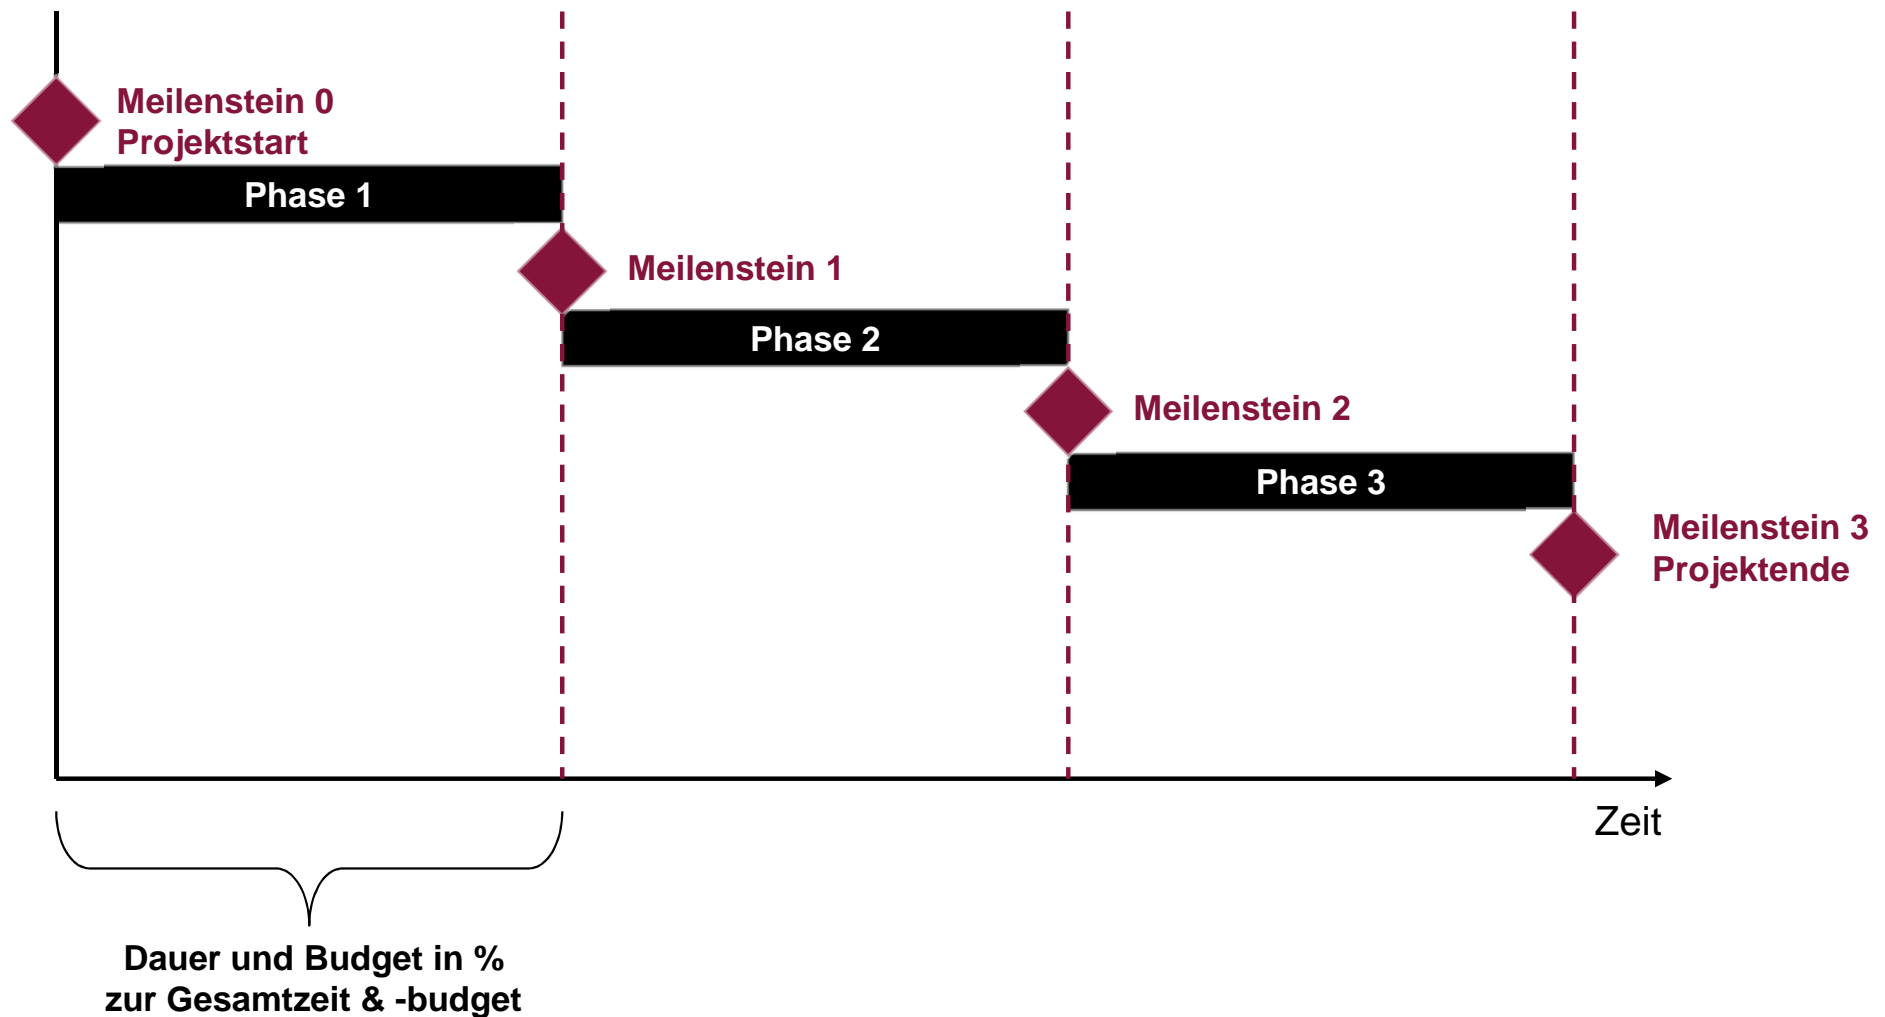 Meilenstein 0
Projektstart
Phase 1
Meilenstein 1
Phase 2
Meilenstein 2
Phase 3
Meilenstein 3
Projektende
Zeit
Dauer und Budget in %
zur Gesamtzeit & -budget